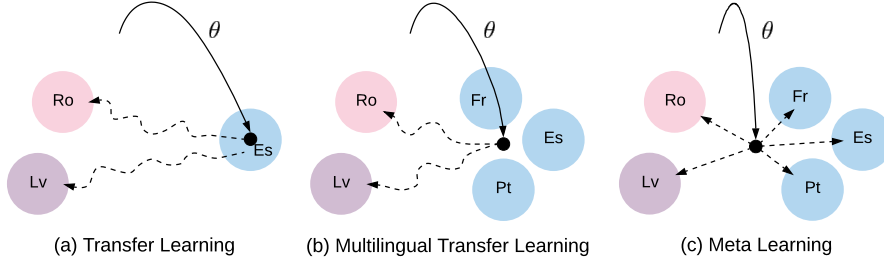 θ
Ro
Es
Lv
(a) Transfer Learning
θ
Ro
Fr
Es
Lv
Pt
(b) Multilingual Transfer Learning
θ
Ro
Fr
Es
Lv
Pt
(c) Meta Learning